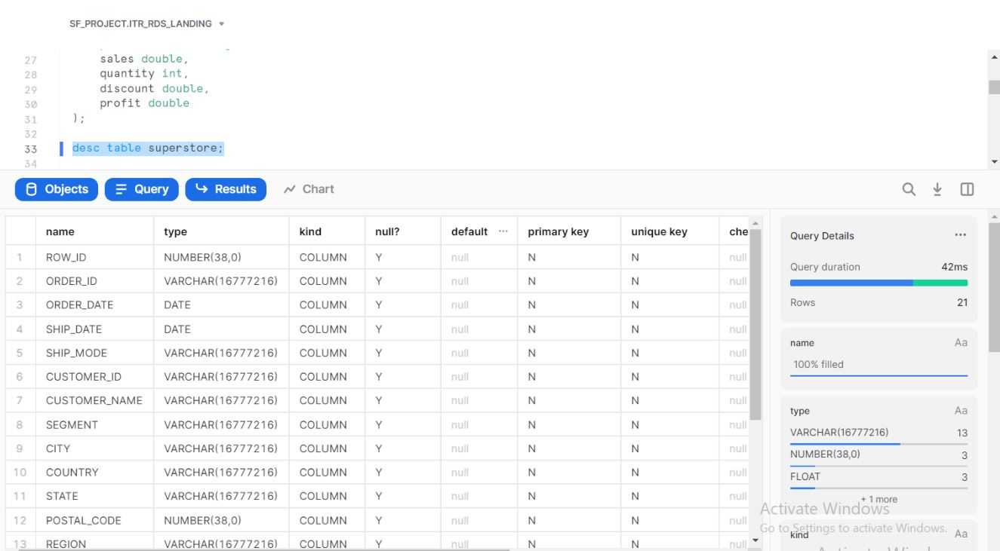 SF_PROJECT.ITR_RDS_LANDING
27 sales double,
28 quantity int,
29 discount double,
30 profit double
31 );
32
33 desc table superstore;
34
Objects Query Results Chart
name type kind null? default ... primary key unique key che
1 ROW_ID NUMBER(38,0) COLUMN Y null N N null
2 ORDER_ID VARCHAR(16777216) COLUMN Y null N N null
3 ORDER_DATE DATE COLUMN Y null N N null
4 SHIP_DATE DATE COLUMN Y null N N null
5 SHIP_MODE VARCHAR(16777216) COLUMN Y null N N null
6 CUSTOMER_ID VARCHAR(16777216) COLUMN Y null N N null
7 CUSTOMER_NAME VARCHAR(16777216) COLUMN Y null N N null
8 SEGMENT VARCHAR(16777216) COLUMN Y null N N null
9 CITY VARCHAR(16777216) COLUMN Y null N N null
10 COUNTRY VARCHAR(16777216) COLUMN Y null N N null
11 STATE VARCHAR(16777216) COLUMN Y null N N null
12 POSTAL_CODE NUMBER(38,0) COLUMN Y null N N null
13 REGION VARCHAR(16777216) COLUMN Y null N N null
Query Details ...
Query duration 42ms
Rows 21
name Aa
100% filled
type Aa
VARCHAR(16777216) 13
NUMBER(38,0) 3
FLOAT 3
+ 1 more
Activate Windows
Go to Settings to activate Windows.
kind Aa